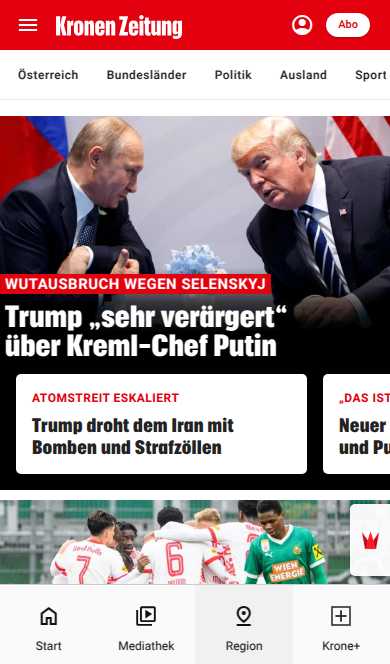 Kronen Zeitung
Abo
Österreich Bundesländer Politik Ausland Sport
WUTAUSBRUCH WEGEN SELENSKYJ
Trump „sehr verärgert“
über Kreml-Chef Putin
ATOMSTREIT ESKALIERT
Trump droht dem Iran mit
Bomben und Strafzöllen
„DAS IST
Neuer
und Pu
6
7
WIEN
ENERGIE
Start Mediathek Region Krone+